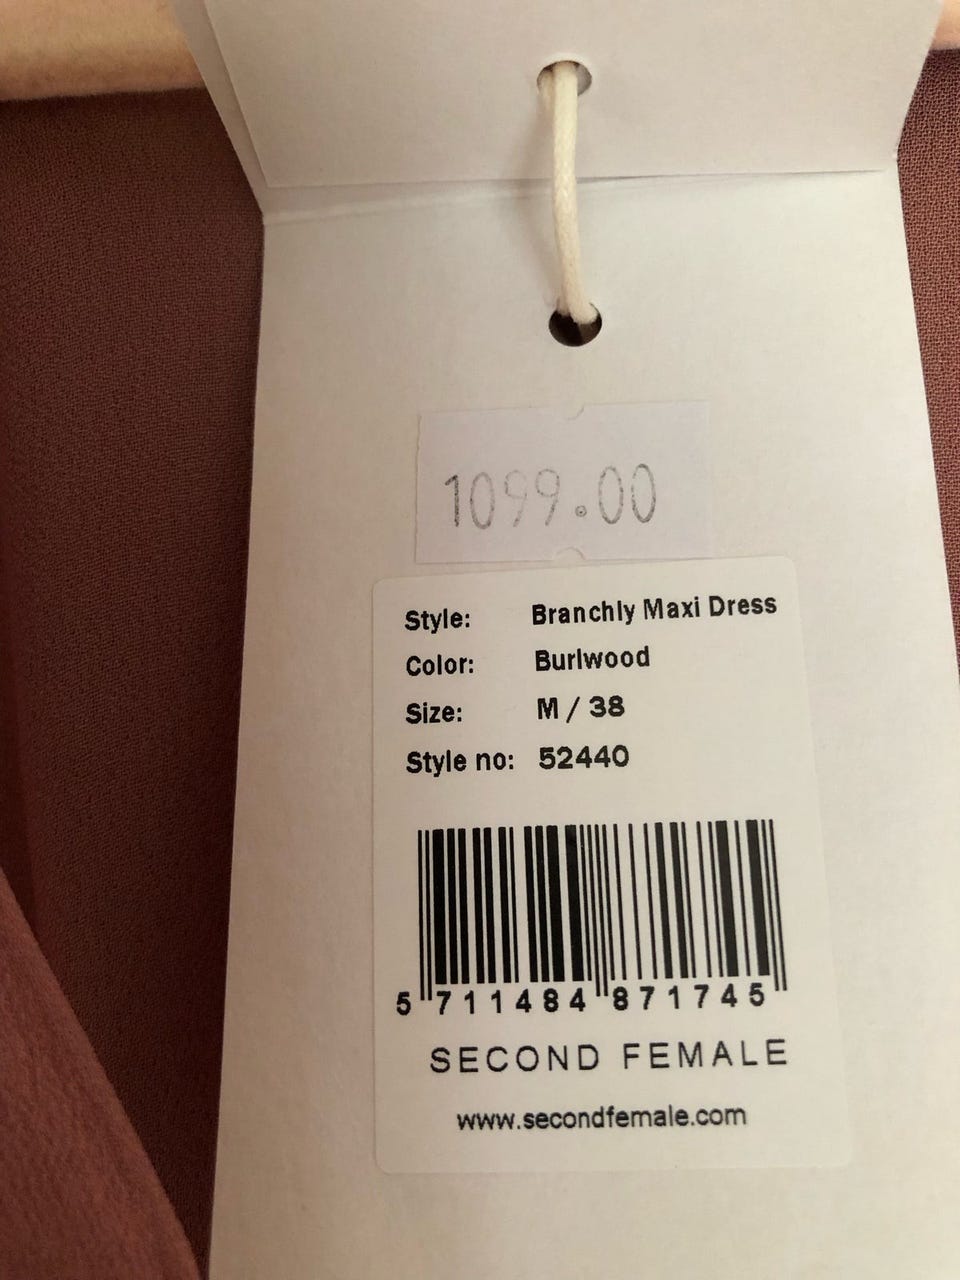 1099.00
Style: Branchly Maxi Dress
Color: Burlwood
Size: M / 38
Style no: 52440
5 711484 871745
SECOND FEMALE
www.secondfemale.com